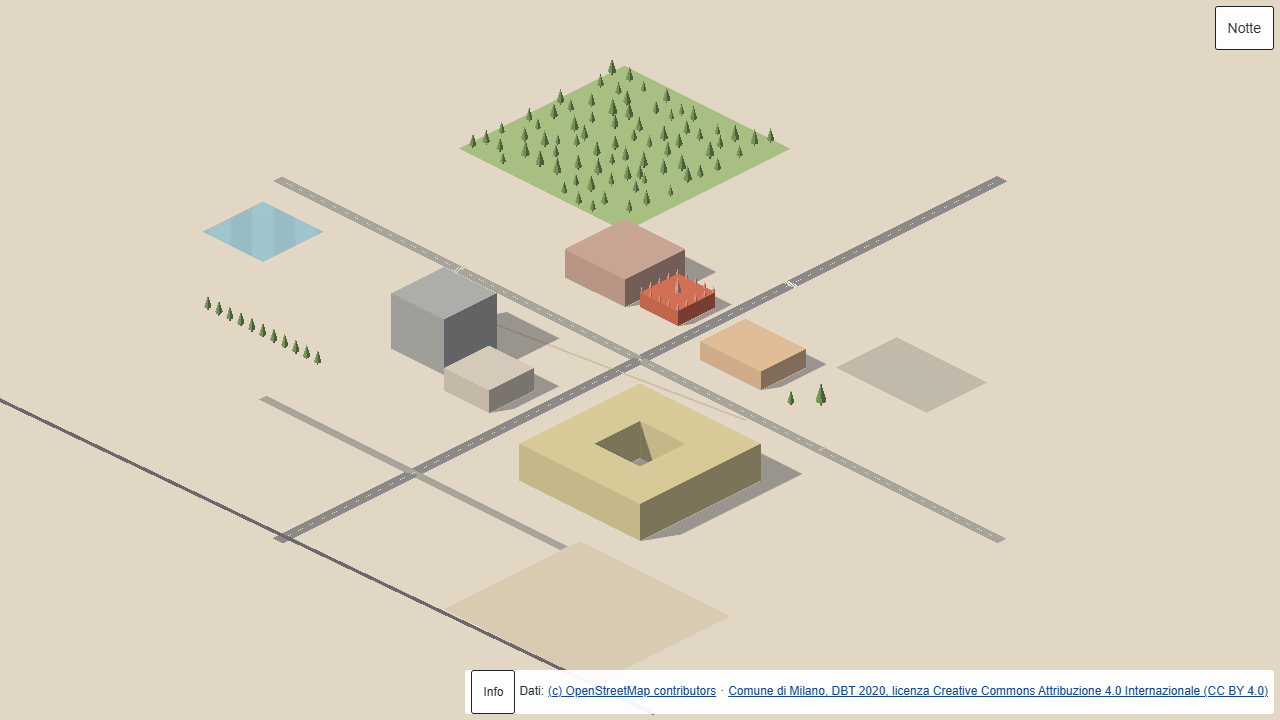 Notte
Info
Dati: (c) OpenStreetMap contributors · Comune di Milano, DBT 2020, licenza Creative Commons Attribuzione 4.0 Internazionale (CC BY 4.0)